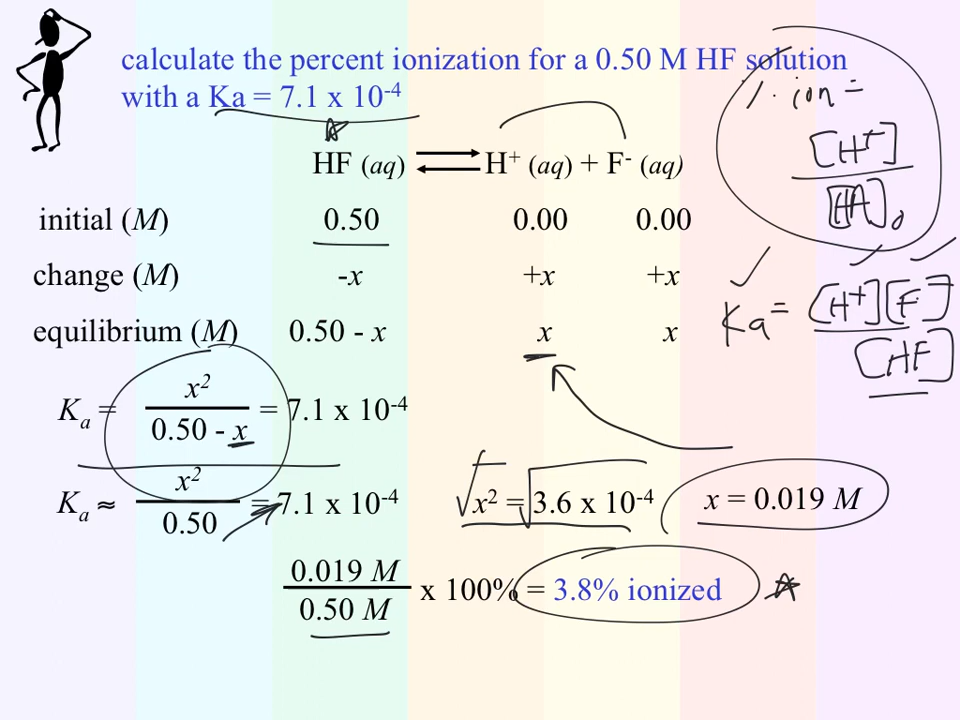 calculate the percent ionization for a 0.50 M HF solution
with a Ka = 7.1 x 10⁻⁴
% ion =
[H⁺]
[HA]₀
HF (aq) ⇌ H⁺ (aq) + F⁻ (aq)
initial (M) 0.50 0.00 0.00
change (M) -x +x +x
equilibrium (M) 0.50 - x x x
Ka = [H⁺][F⁻]
[HF]
Kₐ = x² / 0.50 - x = 7.1 x 10⁻⁴
Kₐ ≈ x² / 0.50 = 7.1 x 10⁻⁴ √x² = √3.6 x 10⁻⁴ x = 0.019 M
0.019 M / 0.50 M x 100% = 3.8% ionized